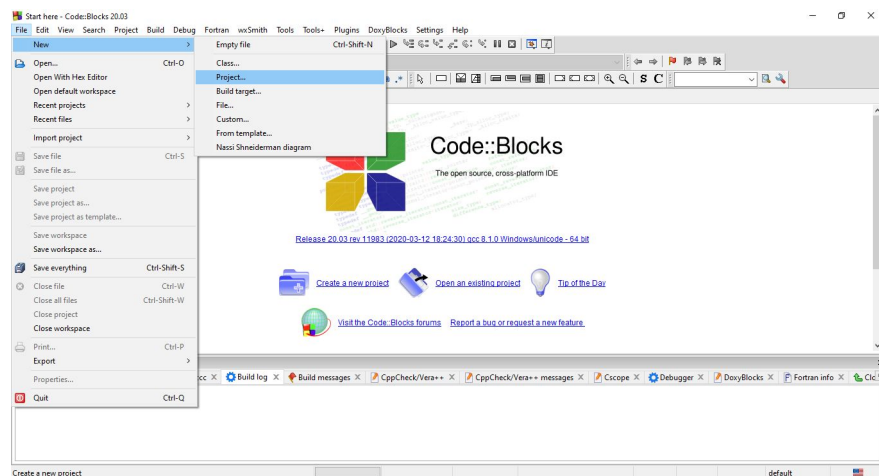 Start here - Code::Blocks 20.03
File Edit View Search Project Build Debug Fortran wxSmith Tools Tools+ Plugins DoxyBlocks Settings Help
New
Empty file Ctrl-Shift-N
Class...
Project...
Build target...
File...
Custom...
From template...
Nassi Shneiderman diagram
Open... Ctrl-O
Open With Hex Editor
Open default workspace
Recent projects
Recent files
Import project
Save file Ctrl-S
Save file as...
Save project
Save project as...
Save project as template...
Save workspace
Save workspace as...
Save everything Ctrl-Shift-S
Close file Ctrl-W
Close all files Ctrl-Shift-W
Close project
Close workspace
Print... Ctrl-P
Export
Properties...
Quit Ctrl-Q
S C
Code::Blocks
The open source, cross-platform IDE
Release 20.03 rev 11983 (2020-03-12 18:24:30) gcc 8.1.0 Windows/unicode - 64 bit
Create a new project Open an existing project Tip of the Day
Visit the Code::Blocks forums Report a bug or request a new feature
cc Build log Build messages CppCheck/Vera++ CppCheck/Vera++ messages Cscope Debugger DoxyBlocks Fortran info
Create a new project default